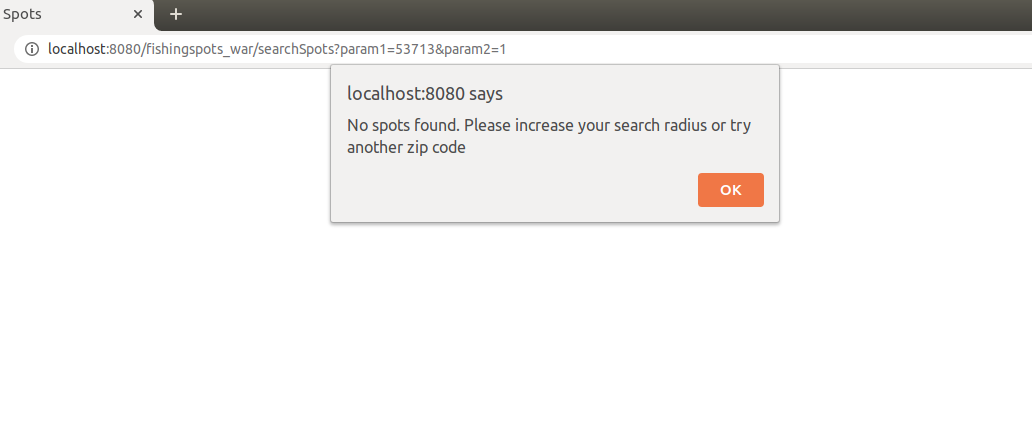 Spots
localhost:8080/fishingspots_war/searchSpots?param1=53713&param2=1
localhost:8080 says
No spots found. Please increase your search radius or try
another zip code
OK